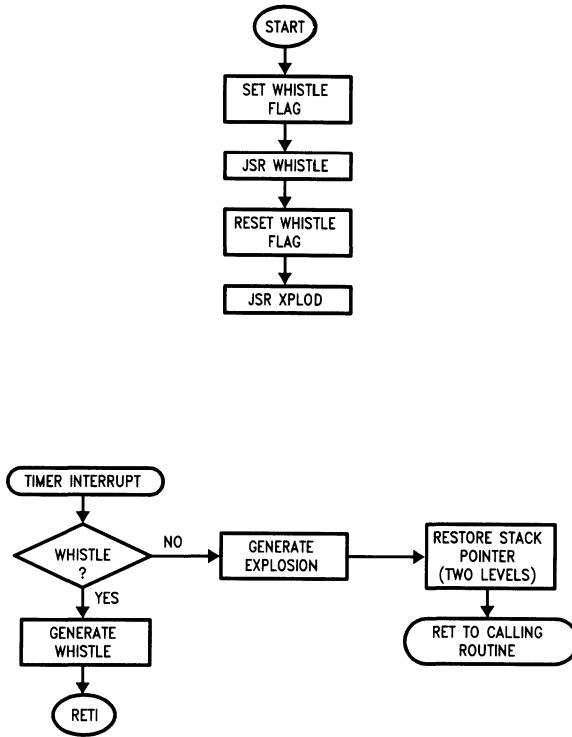 START
SET WHISTLE
FLAG
JSR WHISTLE
RESET WHISTLE
FLAG
JSR XPLOD
TIMER INTERRUPT
WHISTLE
?
NO
YES
GENERATE
EXPLOSION
RESTORE STACK
POINTER
(TWO LEVELS)
GENERATE
WHISTLE
RET TO CALLING
ROUTINE
RETI